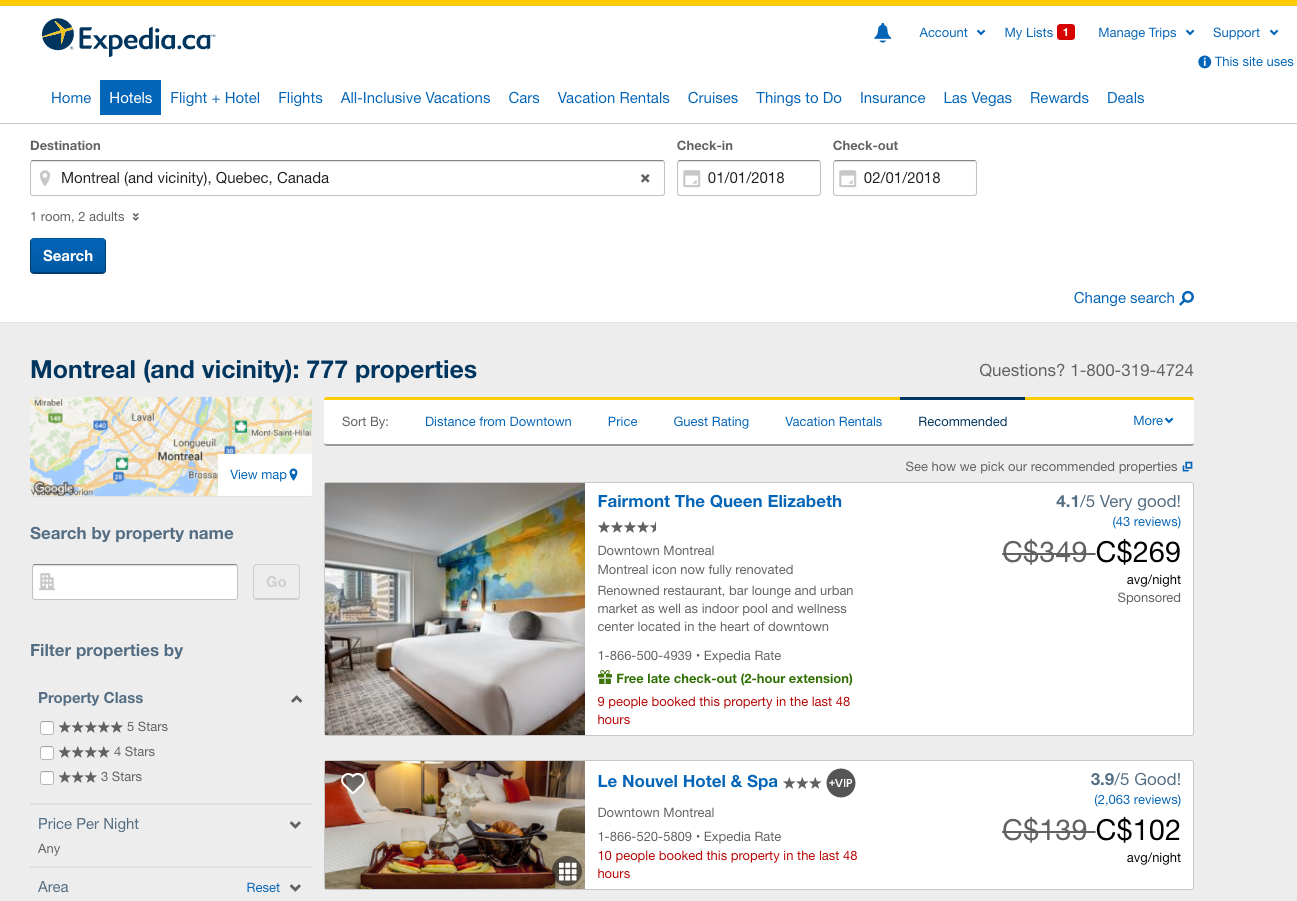 Expedia.ca
Account
My Lists 1
Manage Trips
Support
This site uses
Home Hotels Flight + Hotel Flights All-Inclusive Vacations Cars Vacation Rentals Cruises Things to Do Insurance Las Vegas Rewards Deals
Destination
Check-in
Check-out
Montreal (and vicinity), Quebec, Canada
01/01/2018
02/01/2018
1 room, 2 adults
Search
Change search
Montreal (and vicinity): 777 properties
Questions? 1-800-319-4724
Mirabel
148
Laval
640
Mont-Saint-Hilai
Longueuil
30
Montreal
20
Brossa
Google
View map
Sort By: Distance from Downtown Price Guest Rating Vacation Rentals Recommended More
See how we pick our recommended properties
Search by property name
Go
Filter properties by
Property Class
5 Stars
4 Stars
3 Stars
Price Per Night
Any
Area Reset
Fairmont The Queen Elizabeth
Downtown Montreal
Montreal icon now fully renovated
Renowned restaurant, bar lounge and urban
market as well as indoor pool and wellness
center located in the heart of downtown
1-866-500-4939 • Expedia Rate
Free late check-out (2-hour extension)
9 people booked this property in the last 48
hours
4.1/5 Very good!
(43 reviews)
C$349 C$269
avg/night
Sponsored
Le Nouvel Hotel & Spa
+VIP
Downtown Montreal
1-866-520-5809 • Expedia Rate
10 people booked this property in the last 48
hours
3.9/5 Good!
(2,063 reviews)
C$139 C$102
avg/night